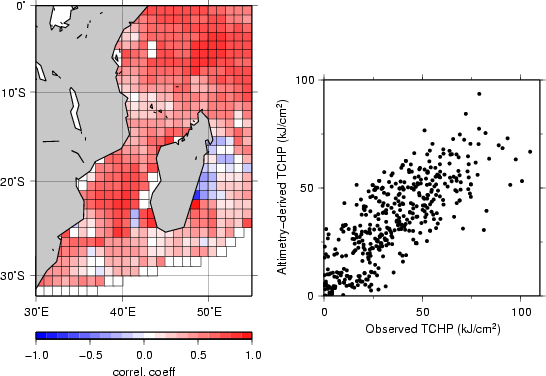 0˚
10˚S
20˚S
30˚S
30˚E 40˚E 50˚E
−1.0 −0.5 0.0 0.5 1.0
correl. coeff
100
50
0
0 50 100
Altimetry−derived TCHP (kJ/cm²)
Observed TCHP (kJ/cm²)